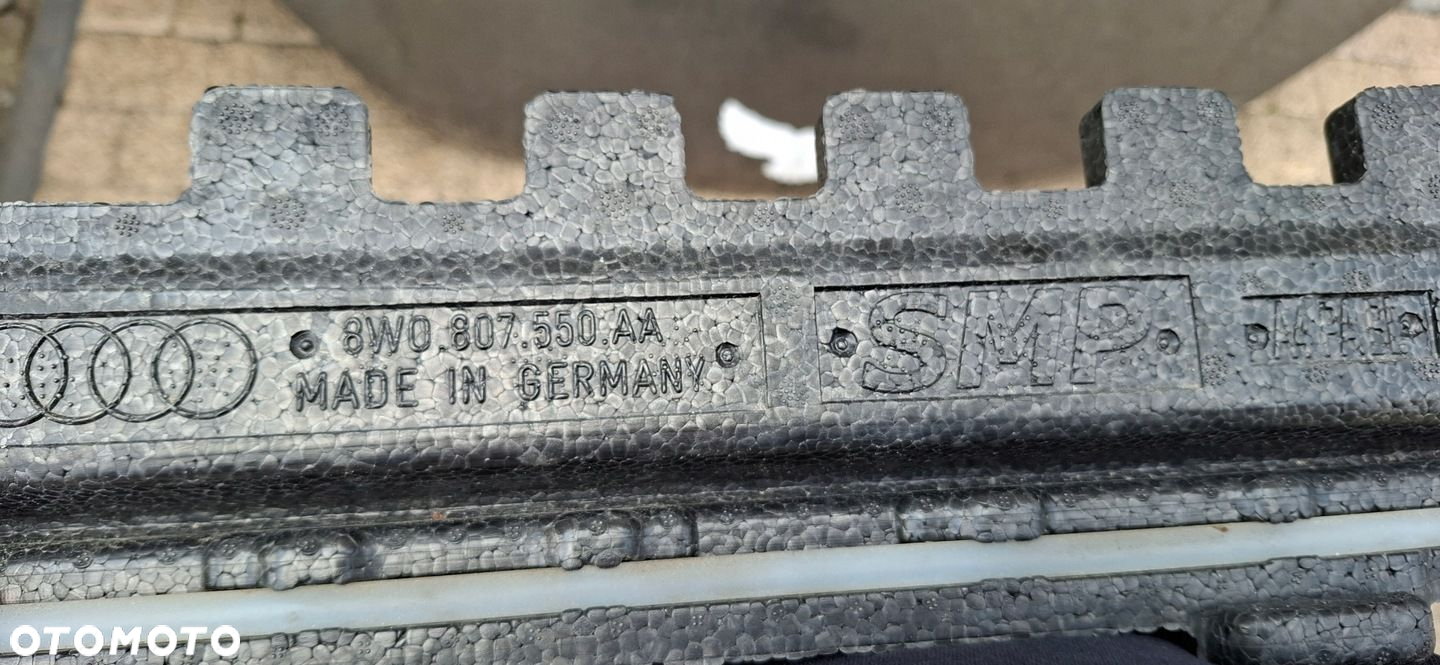 8W0.807.550.AA
MADE IN GERMANY
SMP
OTOMOTO